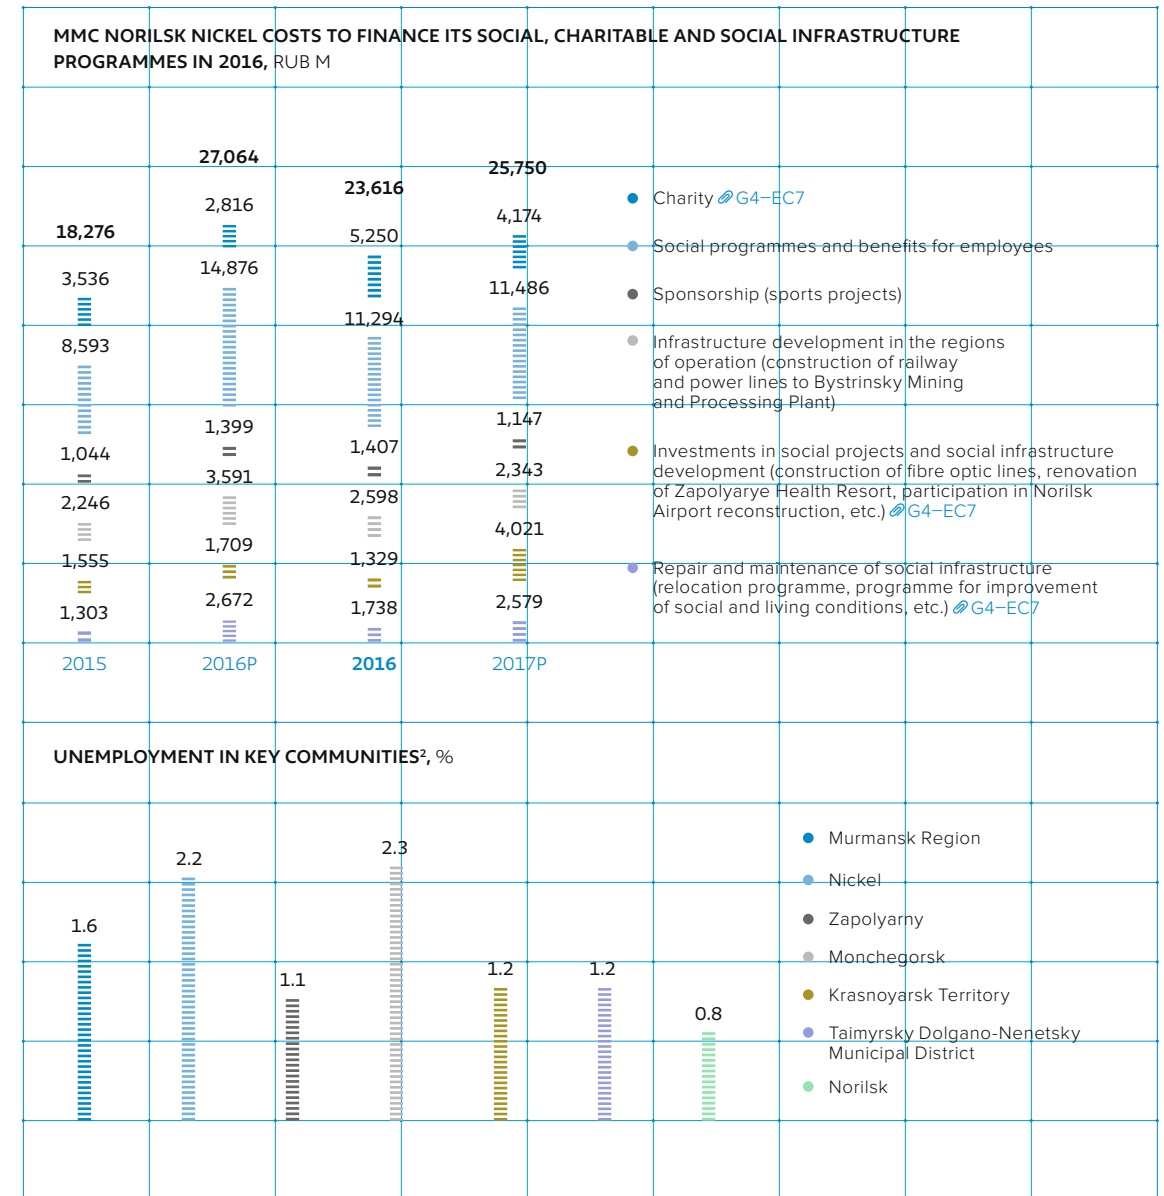 MMC NORILSK NICKEL COSTS TO FINANCE ITS SOCIAL, CHARITABLE AND SOCIAL INFRASTRUCTURE
PROGRAMMES IN 2016, RUB M
18,276
3,536
8,593
1,044
2,246
1,555
1,303
2015
27,064
2,816
14,876
1,399
3,591
1,709
2,672
2016P
23,616
5,250
11,294
1,407
2,598
1,329
1,738
2016
25,750
4,174
11,486
1,147
2,343
4,021
2,579
2017P
Charity G4–EC7
Social programmes and benefits for employees
Sponsorship (sports projects)
Infrastructure development in the regions
of operation (construction of railway
and power lines to Bystrinsky Mining
and Processing Plant)
Investments in social projects and social infrastructure
development (construction of fibre optic lines, renovation
of Zapolyarye Health Resort, participation in Norilsk
Airport reconstruction, etc.) G4–EC7
Repair and maintenance of social infrastructure
(relocation programme, programme for improvement
of social and living conditions, etc.) G4–EC7
UNEMPLOYMENT IN KEY COMMUNITIES², %
1.6
2.2
1.1
2.3
1.2
1.2
0.8
Murmansk Region
Nickel
Zapolyarny
Monchegorsk
Krasnoyarsk Territory
Taimyrsky Dolgano-Nenetsky
Municipal District
Norilsk